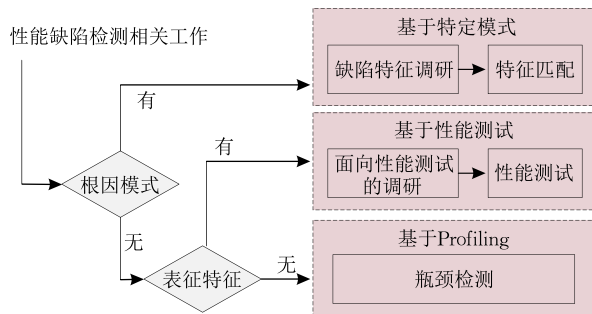 性能缺陷检测相关工作
基于特定模式
缺陷特征调研
特征匹配
有
基于性能测试
有
面向性能测试
的调研
性能测试
根因模式
无
基于Profiling
表征特征
无
瓶颈检测